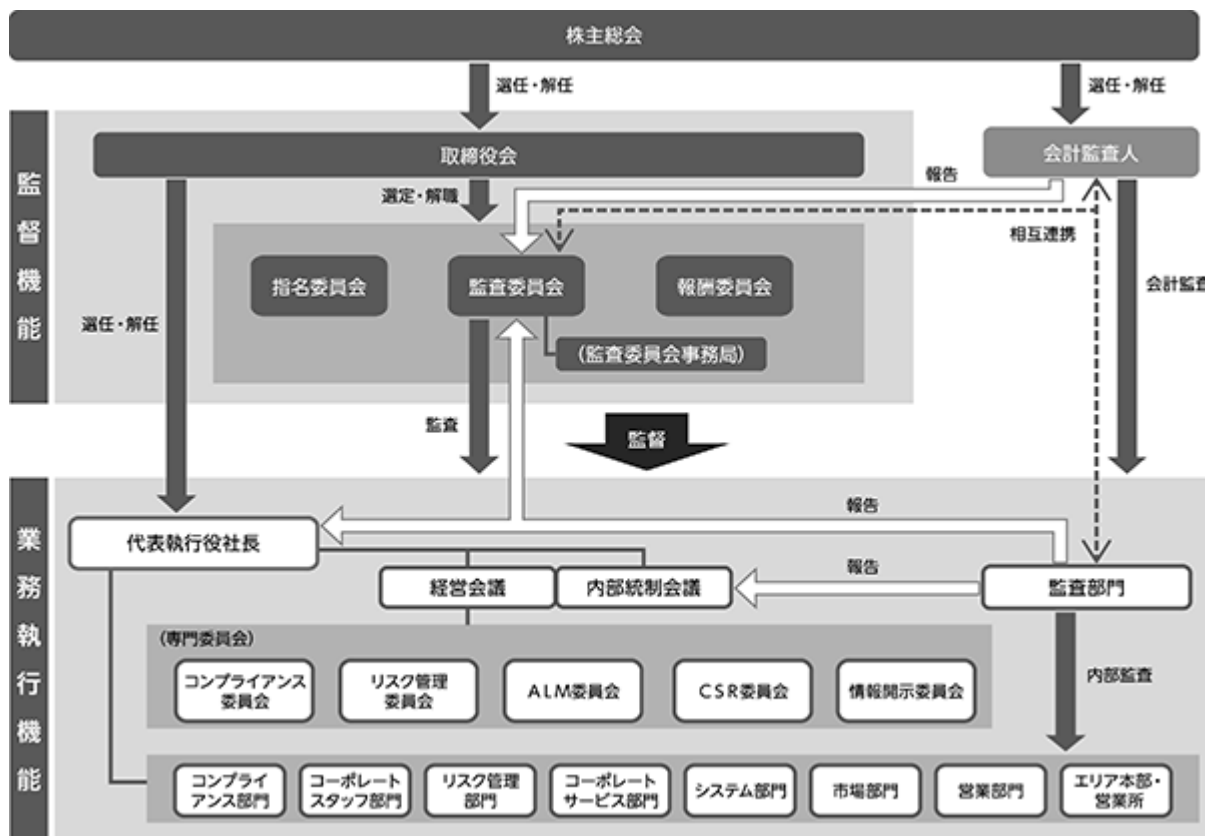 株主総会
選任・解任
選任・解任
監督機能
取締役会
会計監査人
選定・解職
報告
相互連携
指名委員会
監査委員会
報酬委員会
会計監査
選任・解任
(監査委員会事務局)
監査
監督
業務執行機能
代表執行役社長
報告
経営会議
内部統制会議
報告
監査部門
(専門委員会)
コンプライアンス
委員会
リスク管理
委員会
ALM委員会
CSR委員会
情報開示委員会
内部監査
コンプライ
アンス部門
コーポレート
スタッフ部門
リスク管理
部門
コーポレート
サービス部門
システム部門
市場部門
営業部門
エリア本部・
営業所